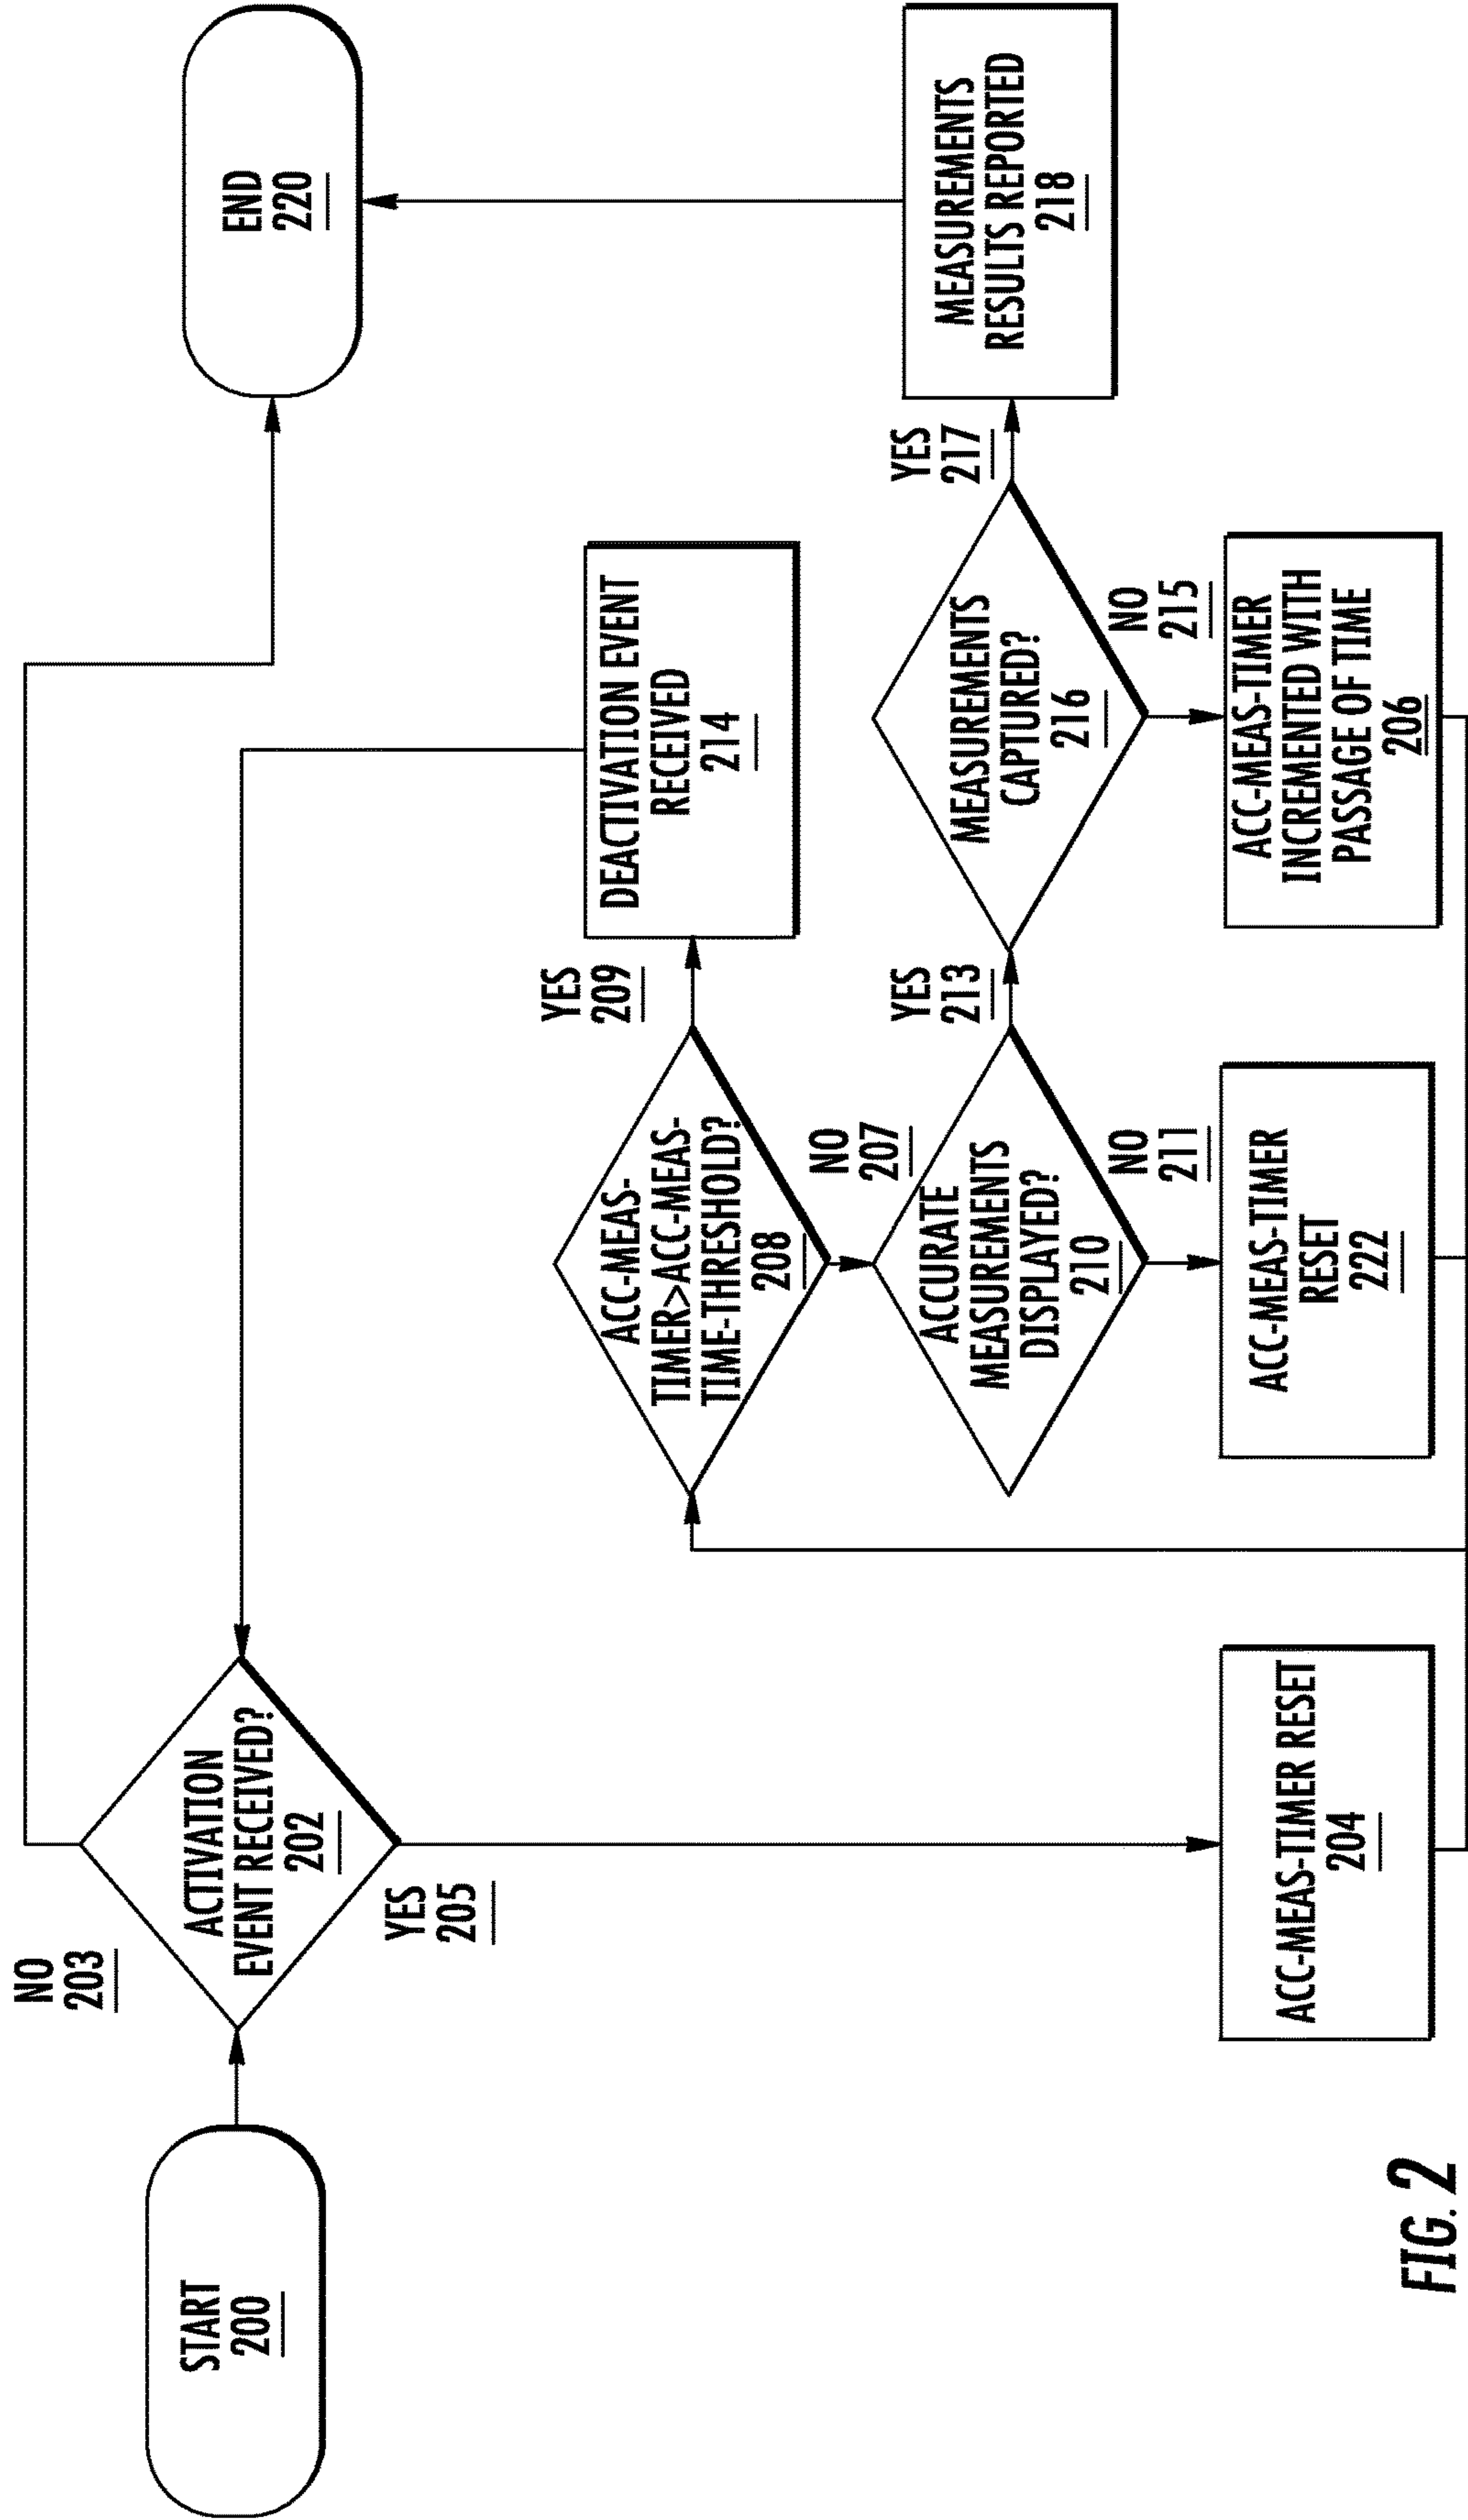 START
200
NO
203
ACTIVATION
EVENT RECEIVED?
202
YES
205
END
220
DEACTIVATION EVENT
RECEIVED
214
ACC-MEAS-
TIMER>ACC-MEAS-
TIME-THRESHOLD?
208
YES
209
NO
207
ACCURATE
MEASUREMENTS
DISPLAYED?
210
YES
213
MEASUREMENTS
CAPTURED?
216
YES
217
MEASUREMENTS
RESULTS REPORTED
218
ACC-MEAS-TIMER RESET
204
NO
211
ACC-MEAS-TIMER
RESET
222
NO
215
ACC-MEAS-TIMER
INCREMENTED WITH
PASSAGE OF TIME
206
FIG. 2